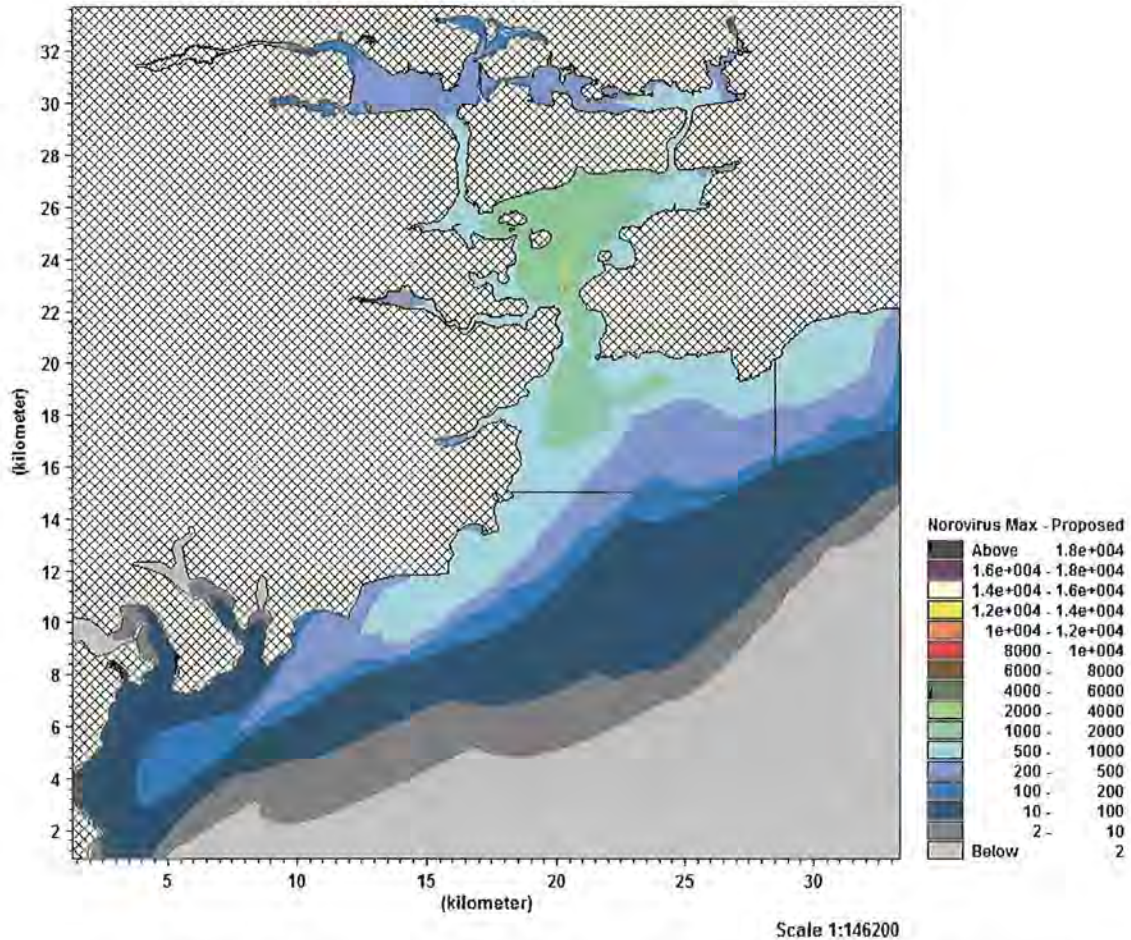 32
30
28
26
24
22
20
18
16
14
12
10
8
6
4
2
(kilometer)
5 10 15 20 25 30
(kilometer)
Norovirus Max - Proposed
Above 1.8e+004
1.6e+004 - 1.8e+004
1.4e+004 - 1.6e+004
1.2e+004 - 1.4e+004
1e+004 - 1.2e+004
8000 - 1e+004
6000 - 8000
4000 - 6000
2000 - 4000
1000 - 2000
500 - 1000
200 - 500
100 - 200
10 - 100
2 - 10
Below 2
Scale 1:146200